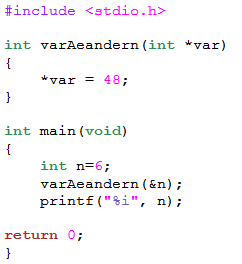 #include <stdio.h>
int varAeandern(int *var)
{
*var = 48;
}
int main(void)
{
int n=6;
varAeandern(&n);
printf("%i", n);
return 0;
}